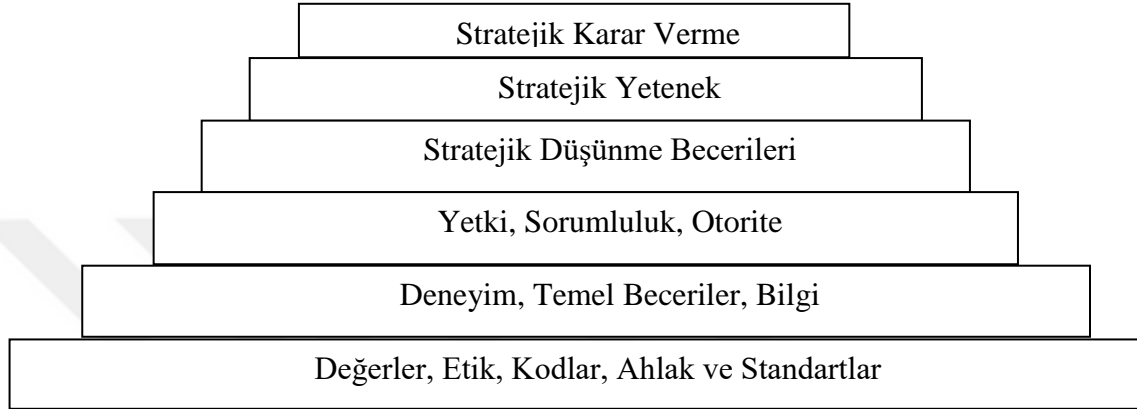 Stratejik Karar Verme
Stratejik Yetenek
Stratejik Düşünme Becerileri
Yetki, Sorumluluk, Otorite
Deneyim, Temel Beceriler, Bilgi
Değerler, Etik, Kodlar, Ahlak ve Standartlar